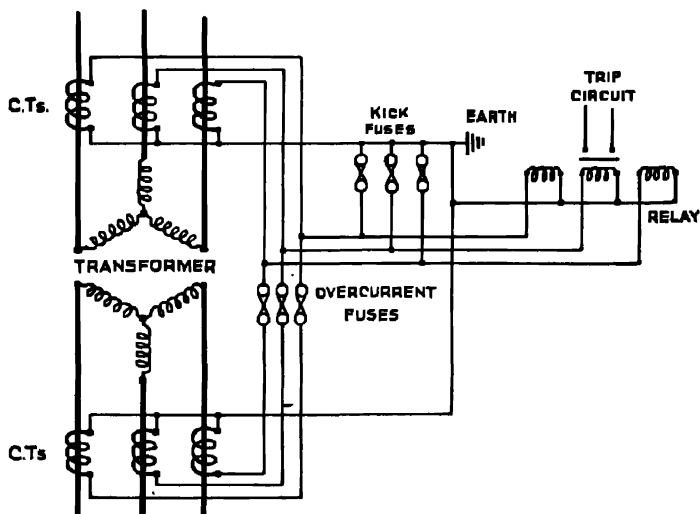 C.Ts.
KICK
FUSES
EARTH
TRIP
CIRCUIT
RELAY
TRANSFORMER
OVERCURRENT
FUSES
C.Ts